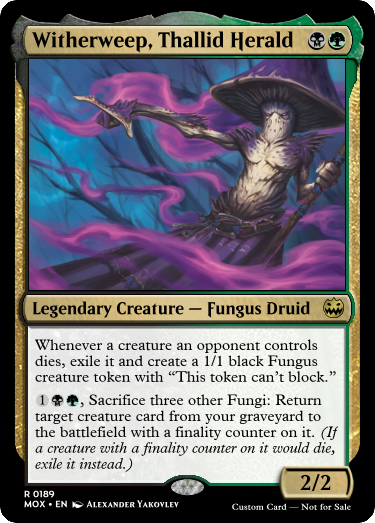 Witherweep, Thallid Herald
Legendary Creature — Fungus Druid
Whenever a creature an opponent controls
dies, exile it and create a 1/1 black Fungus
creature token with “This token can’t block.”
1, Sacrifice three other Fungi: Return
target creature card from your graveyard to
the battlefield with a finality counter on it. (If
a creature with a finality counter on it would die,
exile it instead.)
2/2
R 0189
MOX • EN Alexander Yakovlev
Custom Card — Not for Sale